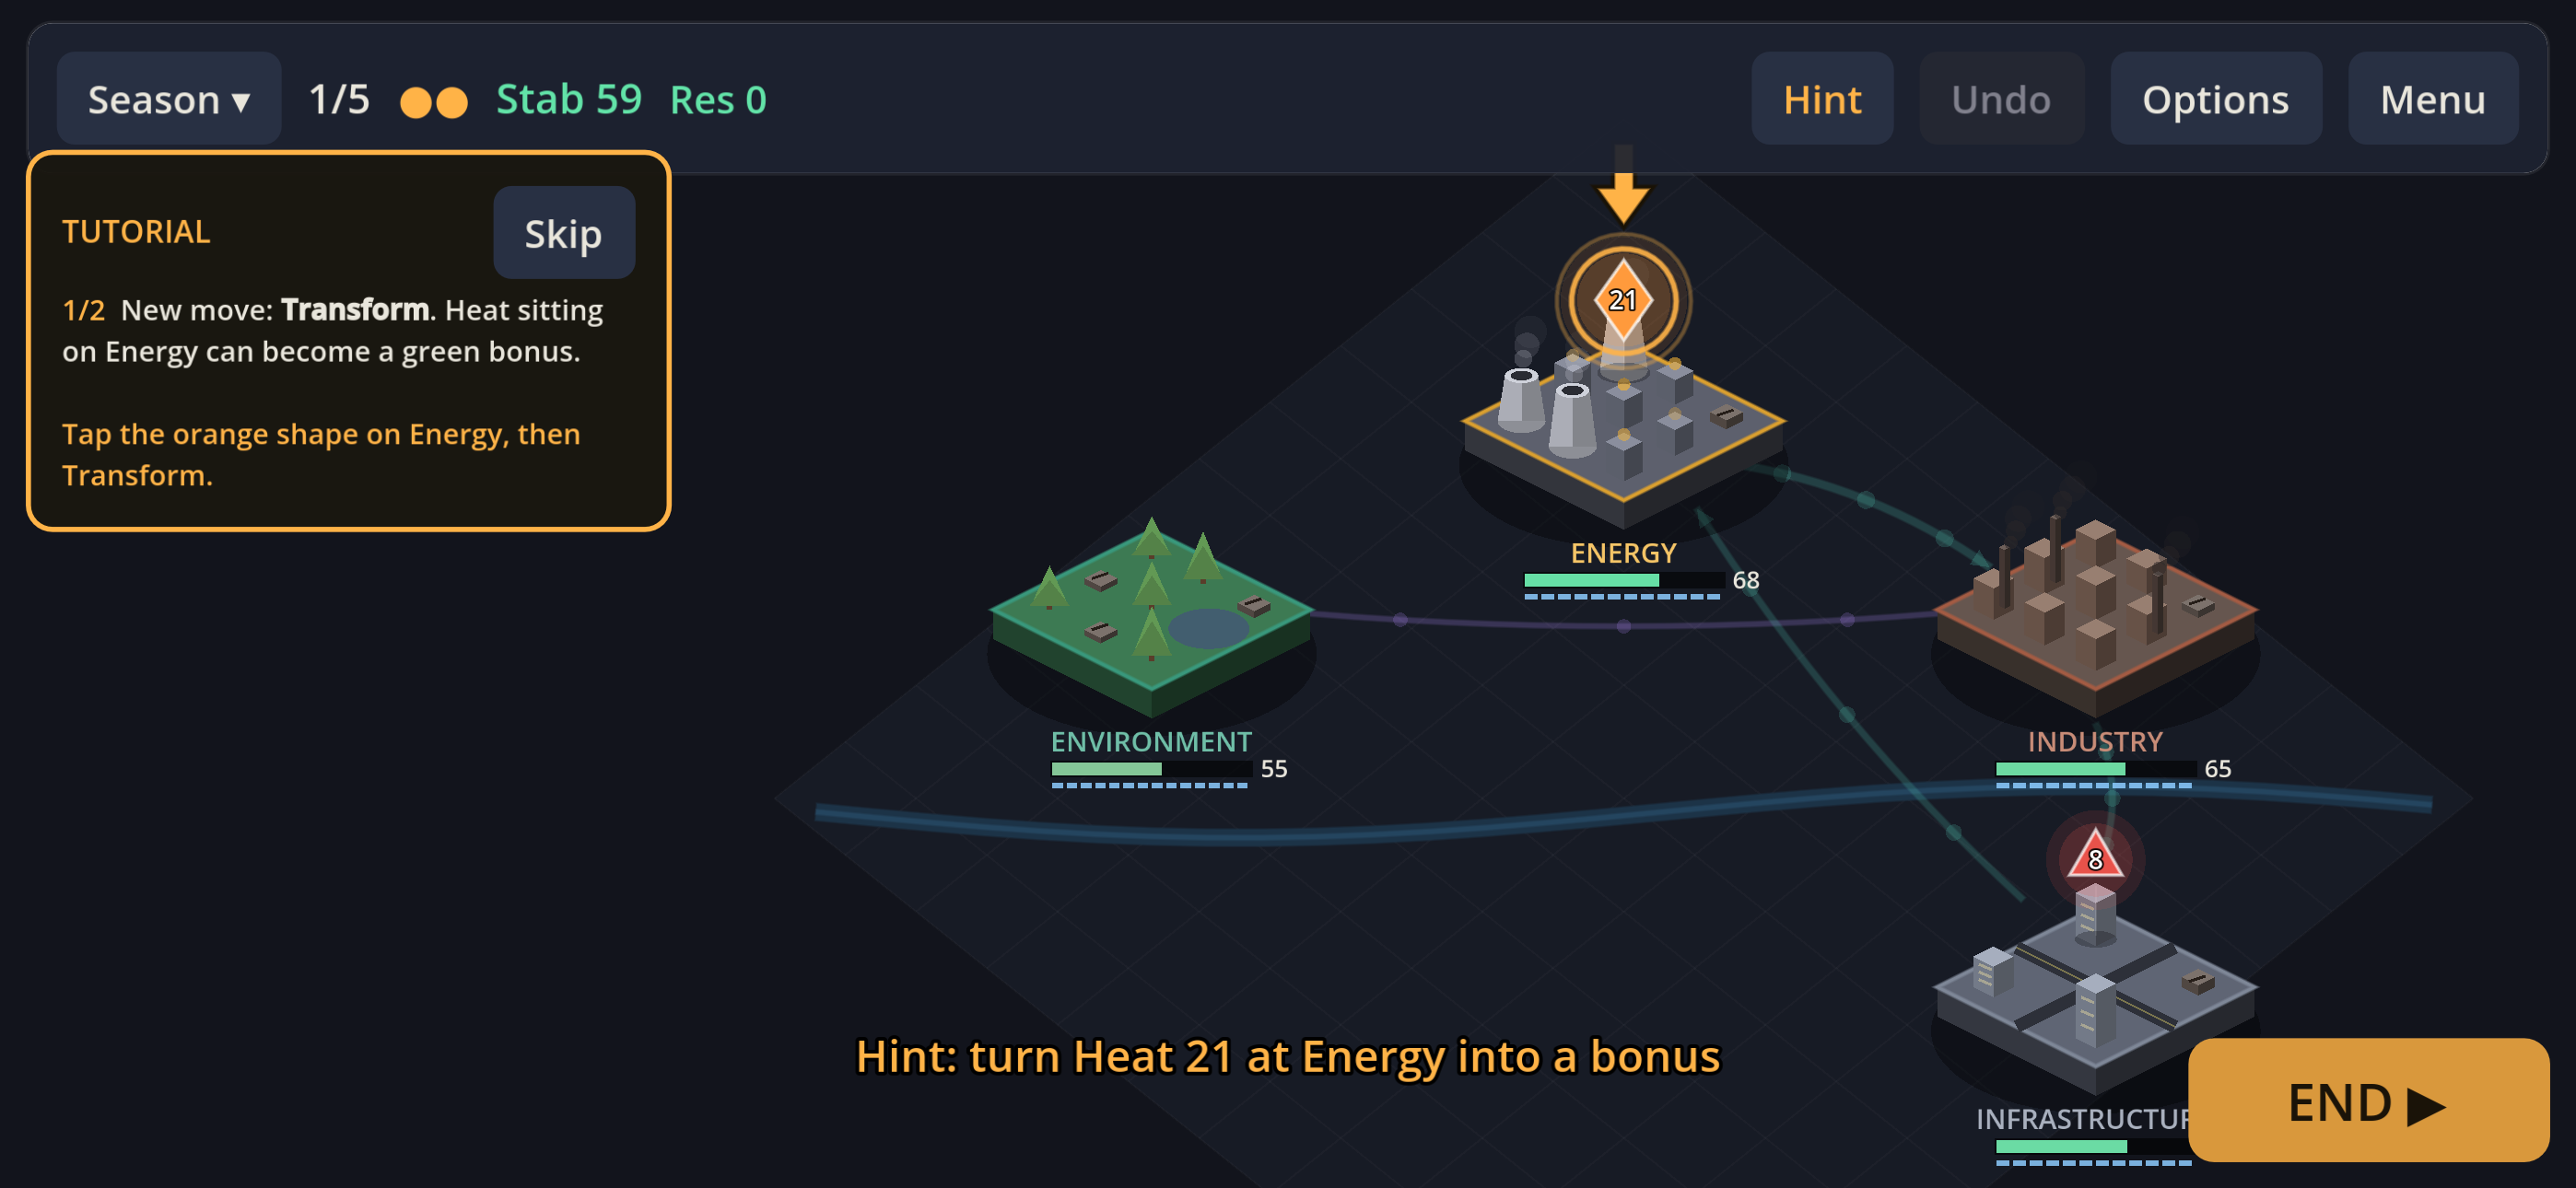 Season ▾ 1/5 Stab 59 Res 0 Hint Undo Options Menu
TUTORIAL Skip
1/2 New move: Transform. Heat sitting
on Energy can become a green bonus.
Tap the orange shape on Energy, then
Transform.
21
ENERGY
68
ENVIRONMENT
55
INDUSTRY
65
8
Hint: turn Heat 21 at Energy into a bonus
INFRASTRUCTUR
END ▶